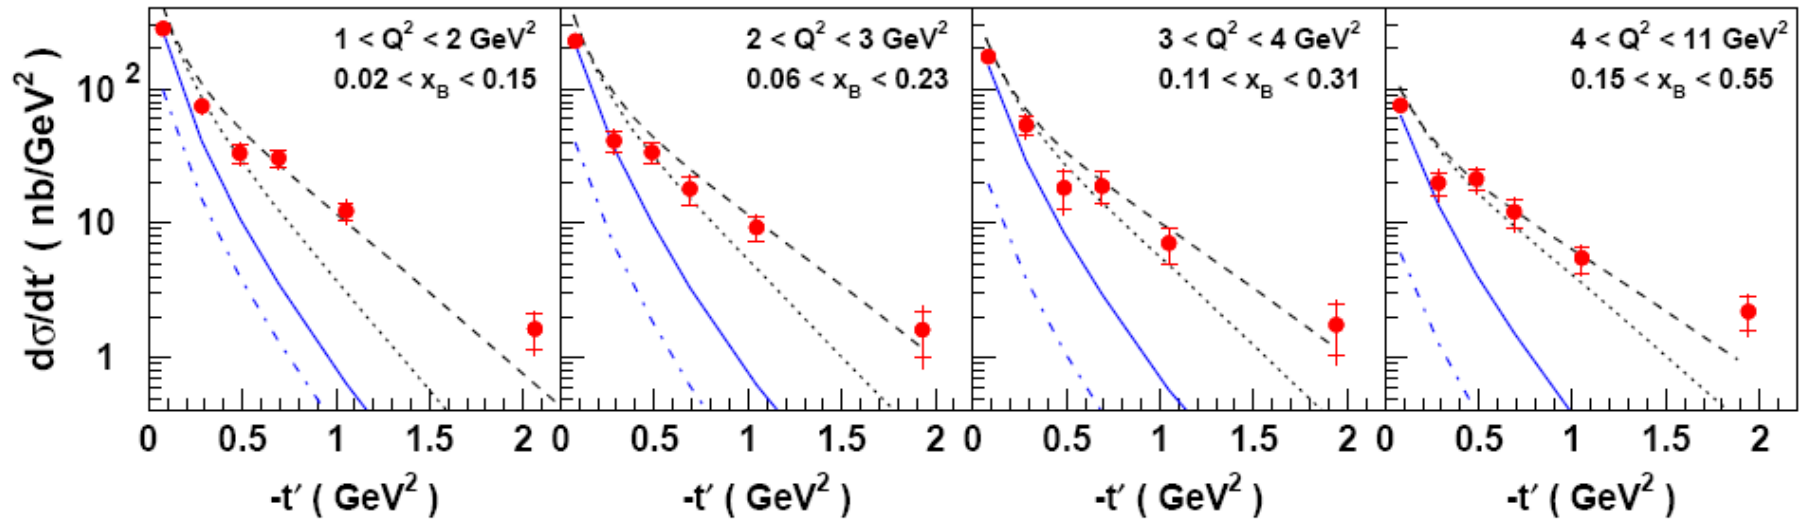 dσ/dt′ ( nb/GeV²)
10²
10
1
1 < Q² < 2 GeV²
0.02 < x_B < 0.15
2 < Q² < 3 GeV²
0.06 < x_B < 0.23
3 < Q² < 4 GeV²
0.11 < x_B < 0.31
4 < Q² < 11 GeV²
0.15 < x_B < 0.55
0 0.5 1 1.5 2
0 0.5 1 1.5 2
0 0.5 1 1.5 2
0 0.5 1 1.5 2
-t′ ( GeV² )
-t′ ( GeV² )
-t′ ( GeV² )
-t′ ( GeV² )